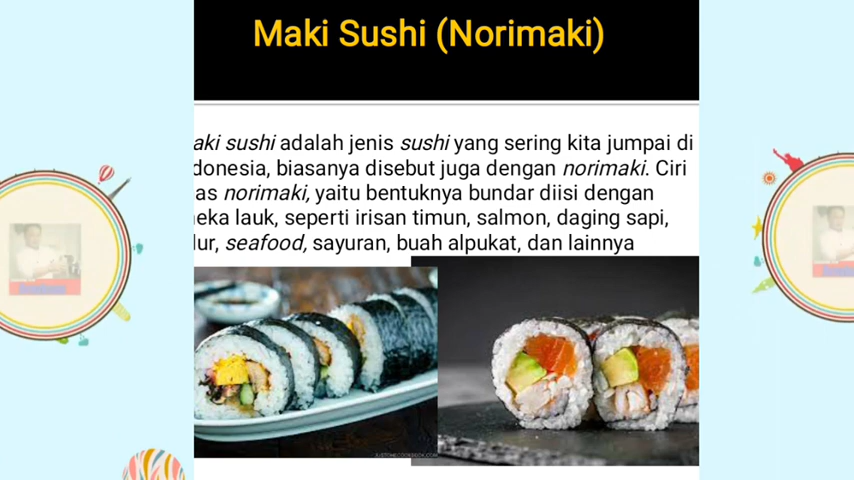 Maki Sushi (Norimaki)
aki sushi adalah jenis sushi yang sering kita jumpai di
donesia, biasanya disebut juga dengan norimaki. Ciri
as norimaki, yaitu bentuknya bundar diisi dengan
eka lauk, seperti irisan timun, salmon, daging sapi,
lur, seafood, sayuran, buah alpukat, dan lainnya
JUSTONECOOKBOOK.COM